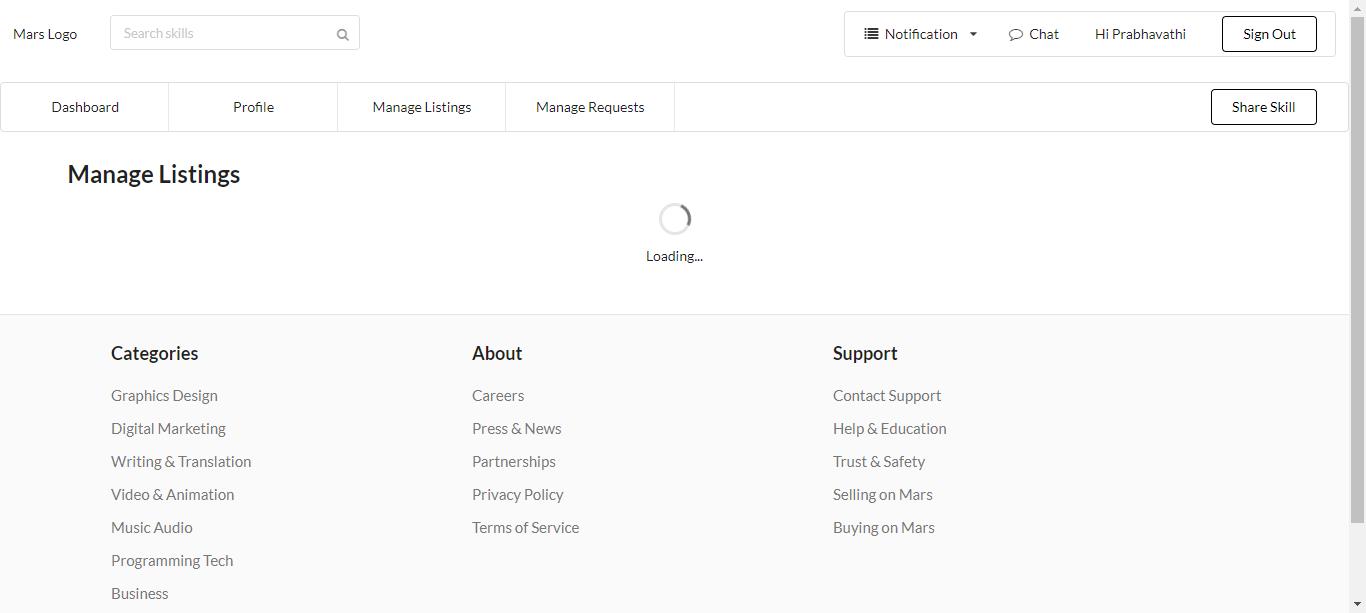 Mars Logo
Search skills
Notification
Chat
Hi Prabhavathi
Sign Out
Dashboard
Profile
Manage Listings
Manage Requests
Share Skill
Manage Listings
Loading...
Categories
Graphics Design
Digital Marketing
Writing & Translation
Video & Animation
Music Audio
Programming Tech
Business
About
Careers
Press & News
Partnerships
Privacy Policy
Terms of Service
Support
Contact Support
Help & Education
Trust & Safety
Selling on Mars
Buying on Mars